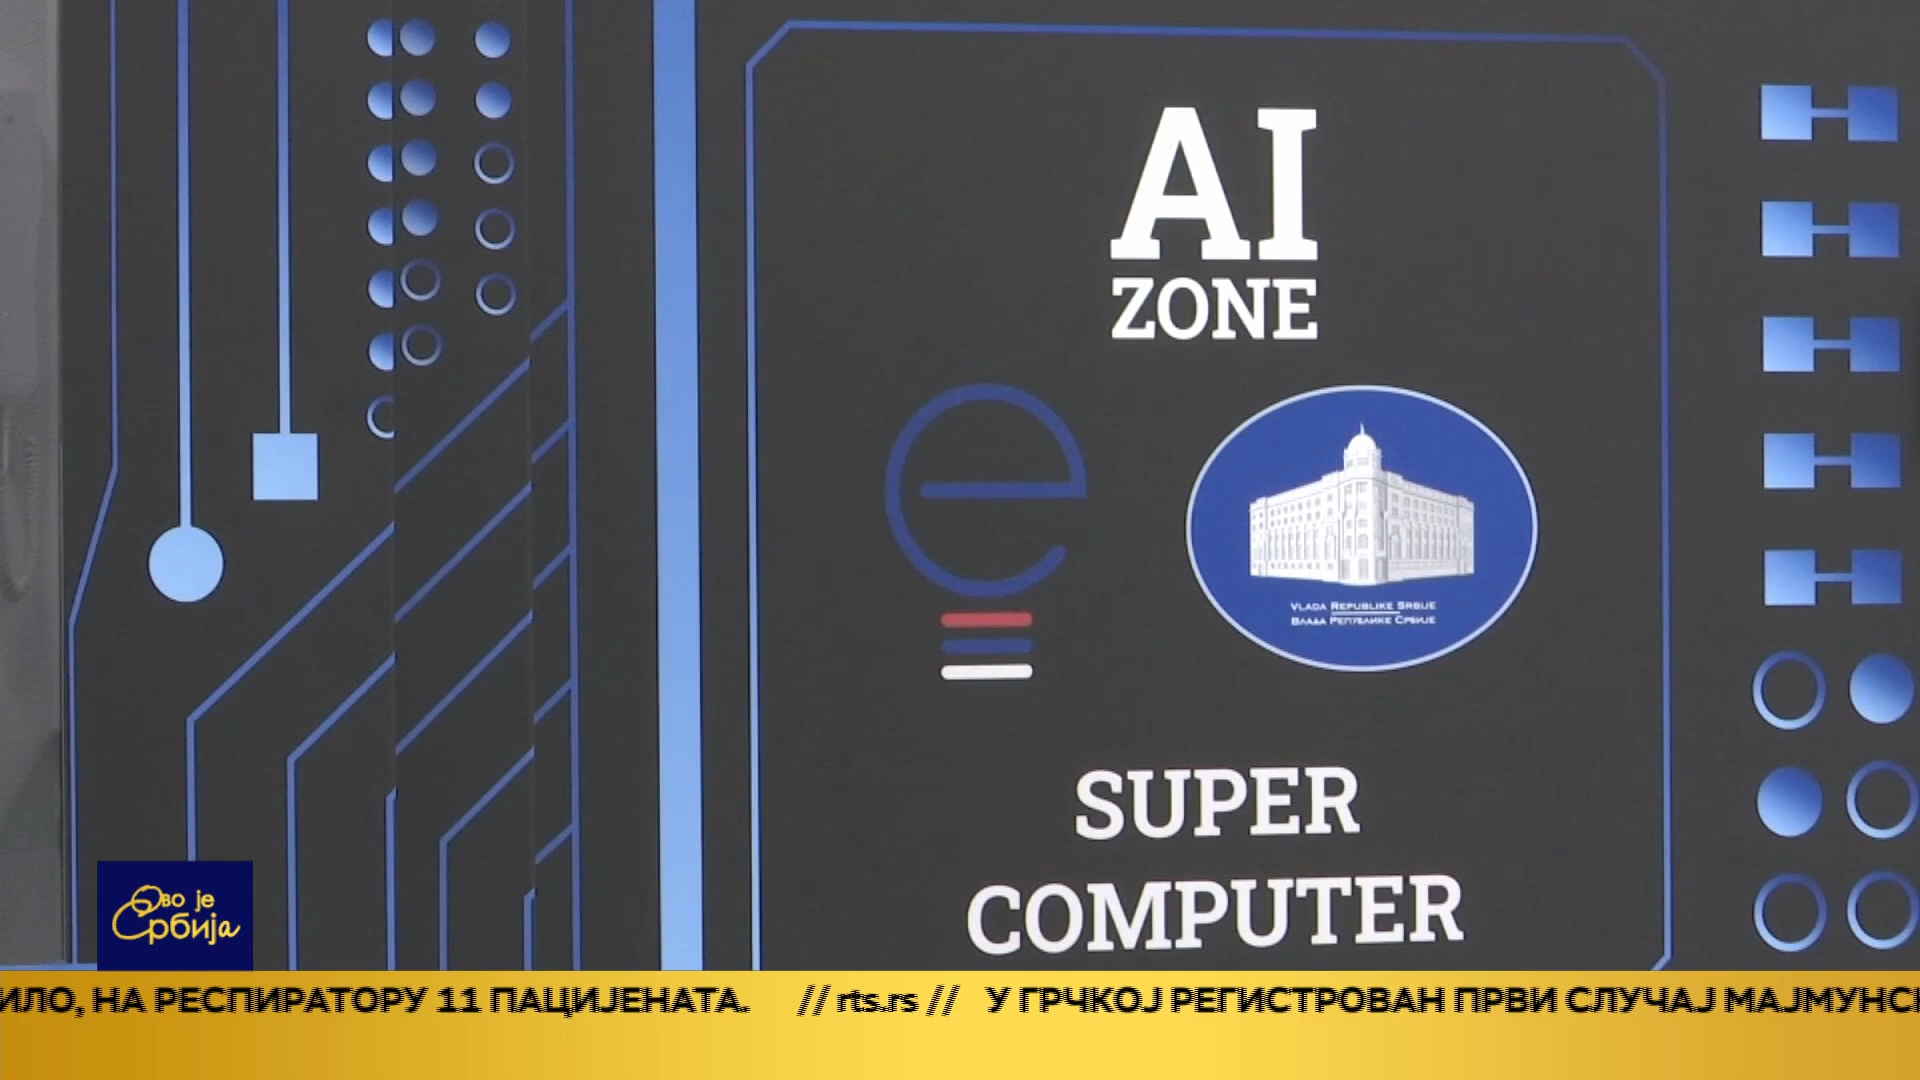 AI
ZONE
e
VLADA REPUBLIKE SRBIJE
ВЛАДА РЕПУБЛИКЕ СРБИЈЕ
SUPER
COMPUTER
Ово је
Србија
ИЛО, НА РЕСПИРАТОРУ 11 ПАЦИЈЕНАТА. // rts.rs // У ГРЧКОЈ РЕГИСТРОВАН ПРВИ СЛУЧАЈ МАЈМУНС